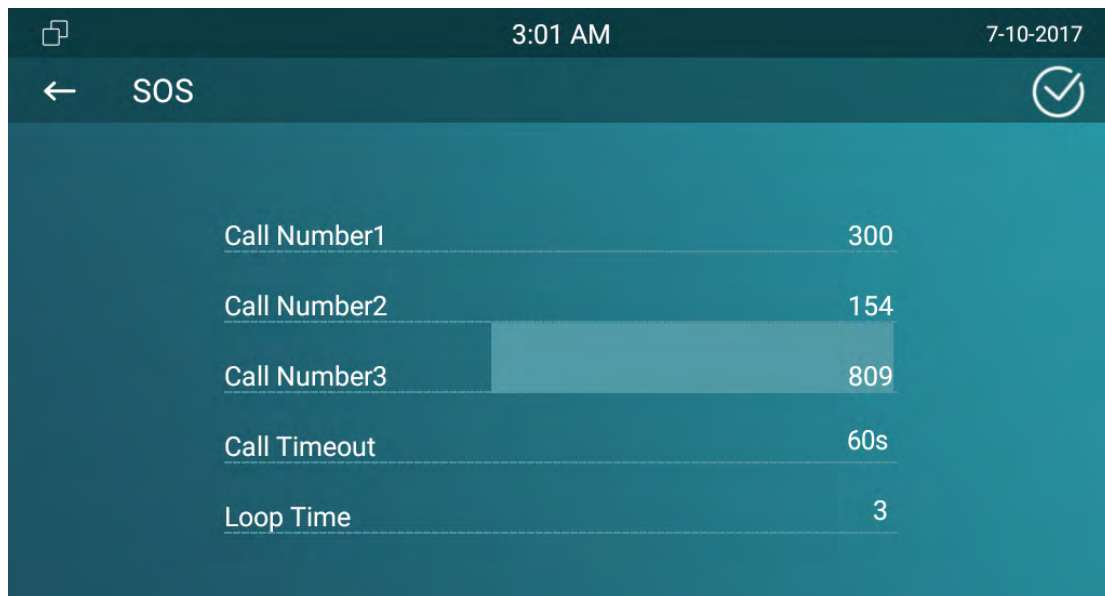 3:01 AM 7-10-2017
SOS
Call Number1 300
Call Number2 154
Call Number3 809
Call Timeout 60s
Loop Time 3